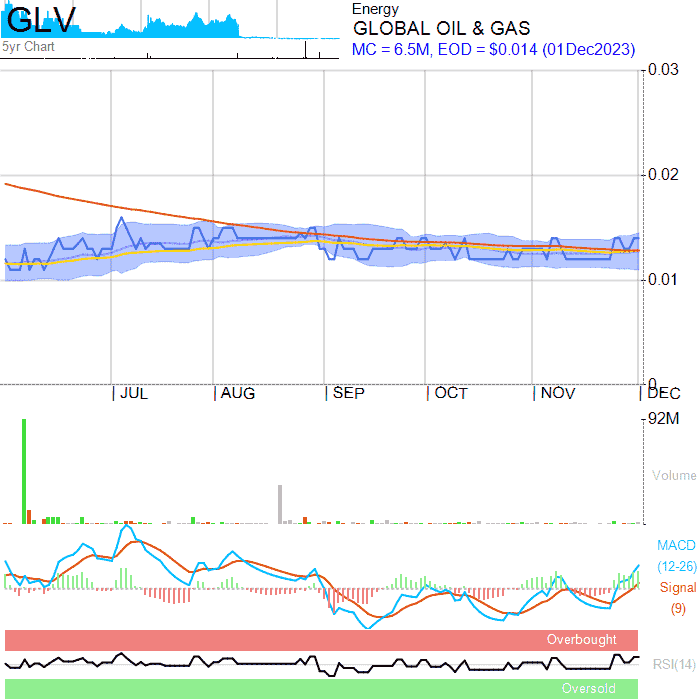 GLV
5yr Chart
Energy
GLOBAL OIL & GAS
MC = 6.5M, EOD = $0.014 (01Dec2023)
0.03
0.02
0.01
0
JUL AUG SEP OCT NOV DEC
92M
Volume
MACD
(12-26)
Signal
(9)
Overbought
RSI(14)
Oversold